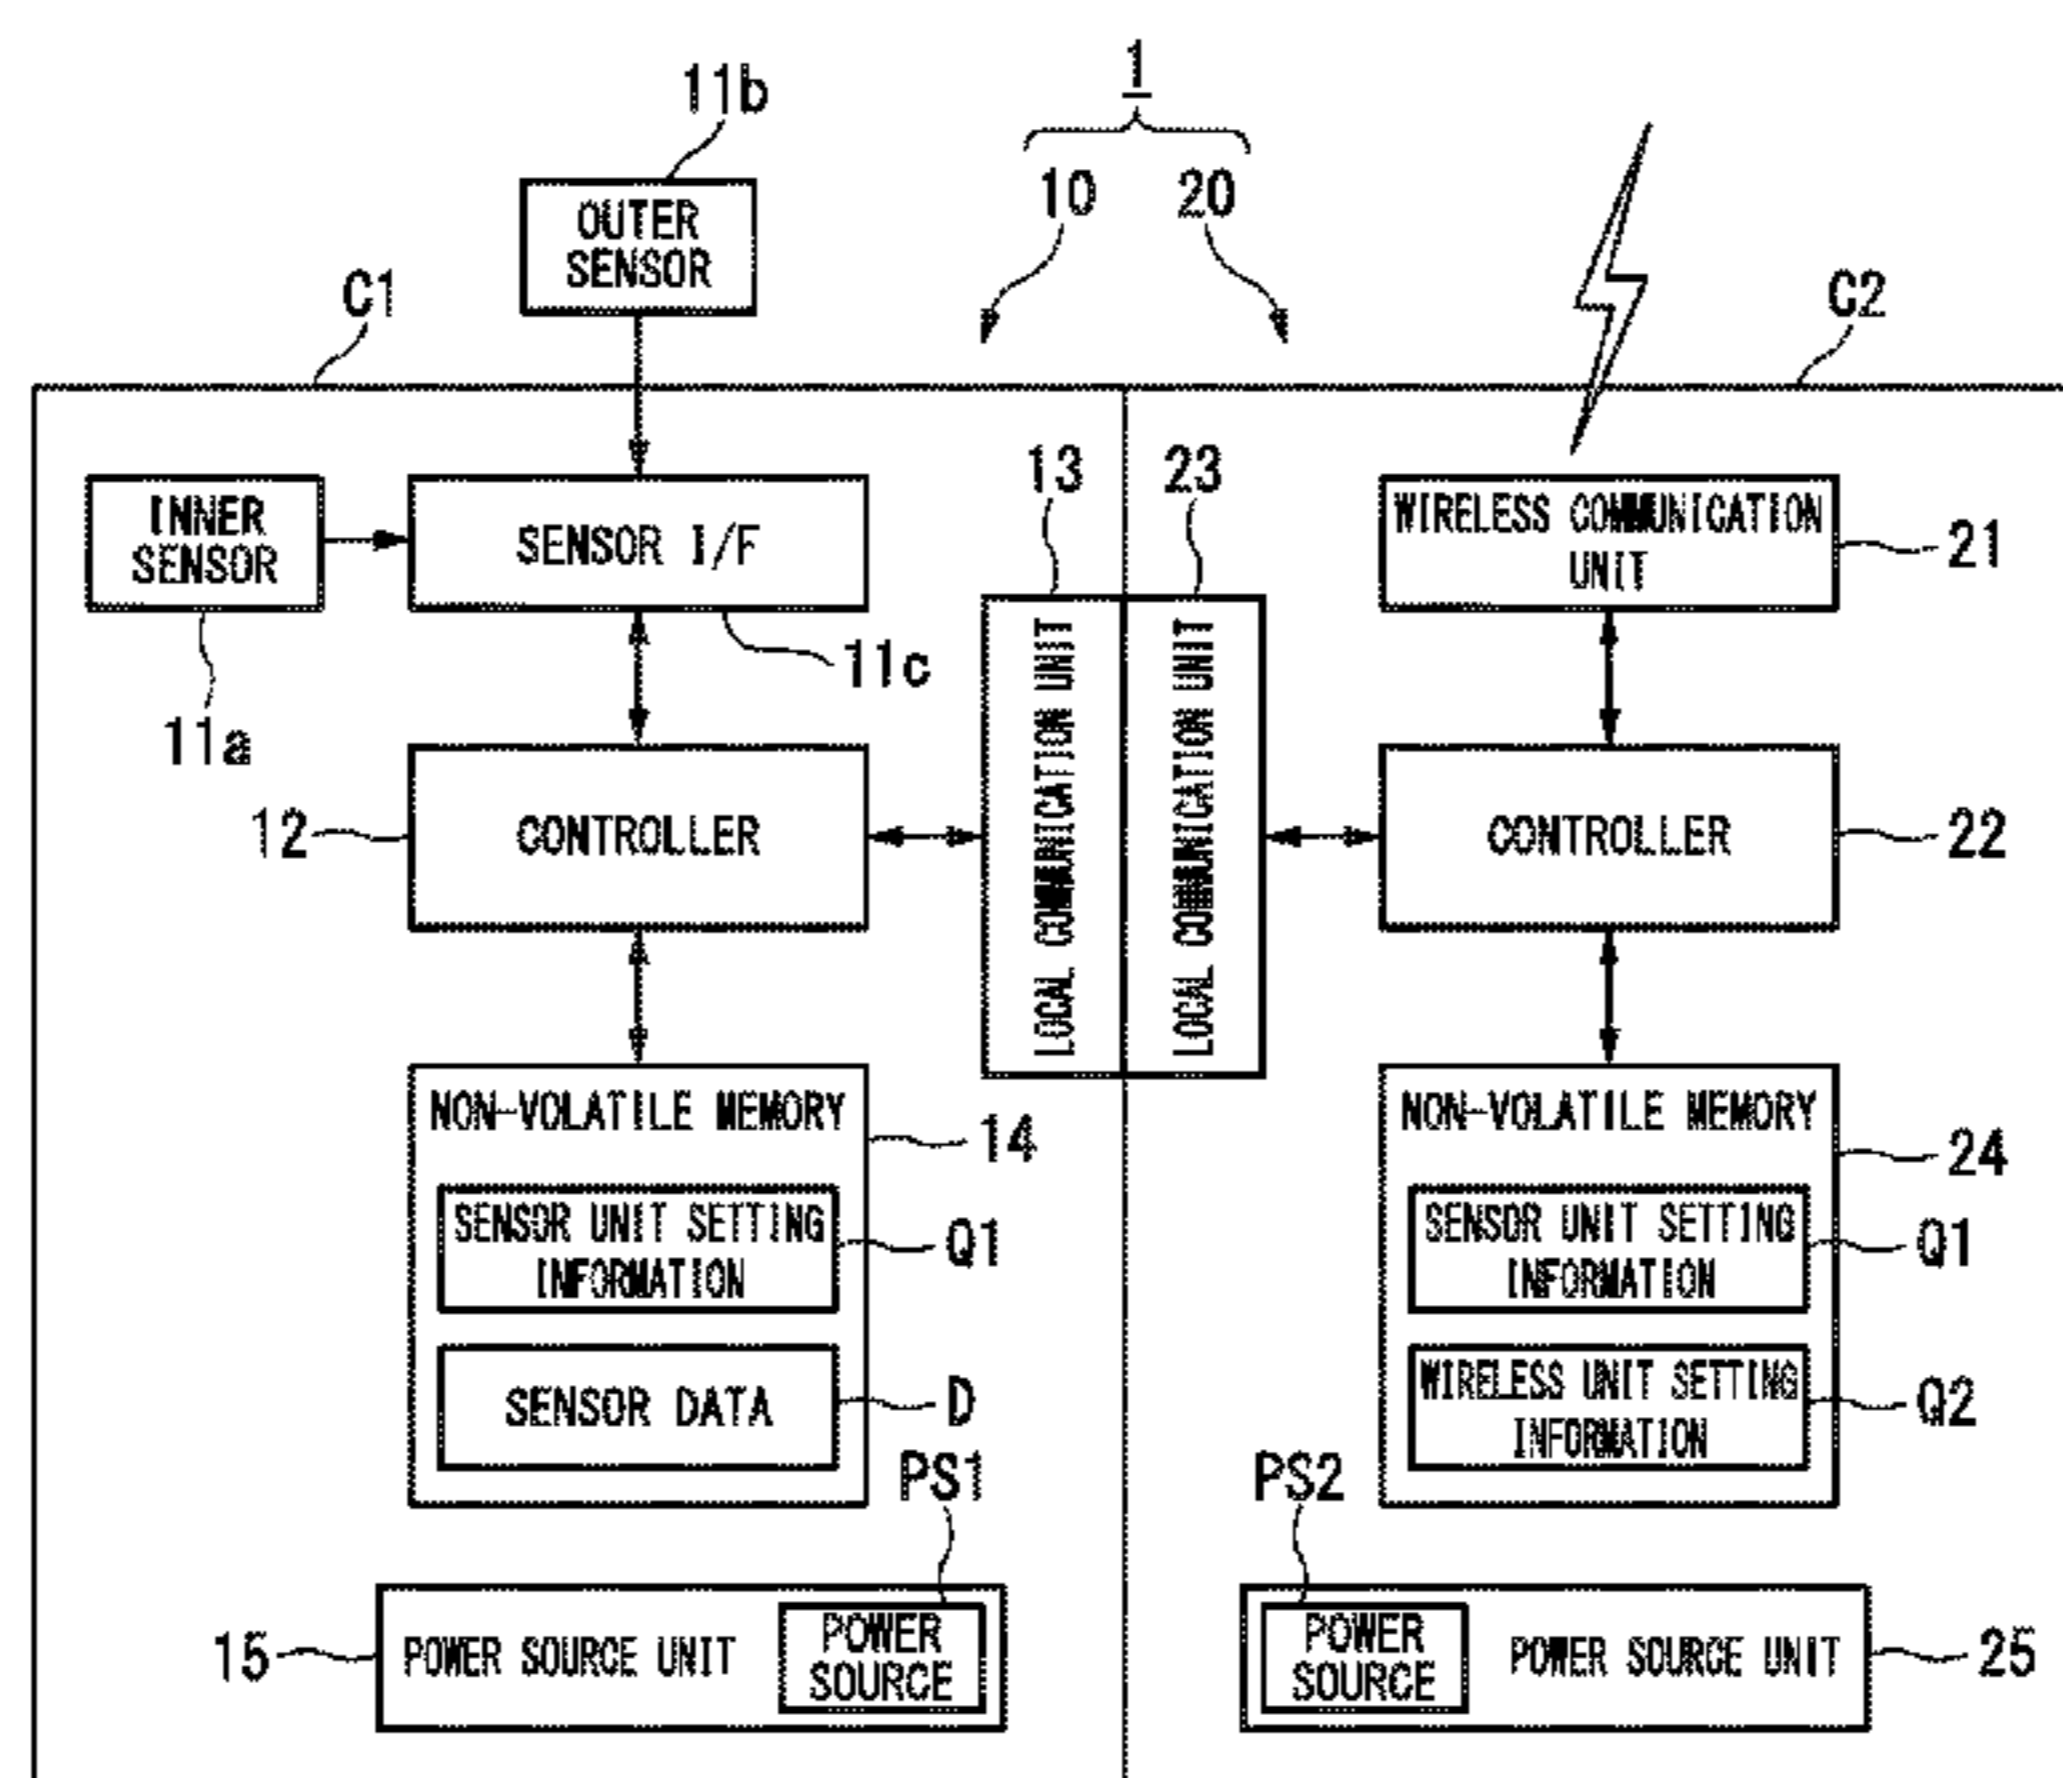 1
11b
10
20
OUTER
SENSOR
C1
C2
13
23
INNER
SENSOR
SENSOR I/F
WIRELESS COMMUNICATION
UNIT
21
11c
11a
LOCAL COMMUNICATION UNIT
LOCAL COMMUNICATION UNIT
12
CONTROLLER
CONTROLLER
22
NON-VOLATILE MEMORY
14
SENSOR UNIT SETTING
INFORMATION
Q1
SENSOR DATA
D
NON-VOLATILE MEMORY
24
SENSOR UNIT SETTING
INFORMATION
Q1
WIRELESS UNIT SETTING
INFORMATION
Q2
PS1
PS2
15
POWER SOURCE UNIT
POWER
SOURCE
POWER
SOURCE
POWER SOURCE UNIT
25